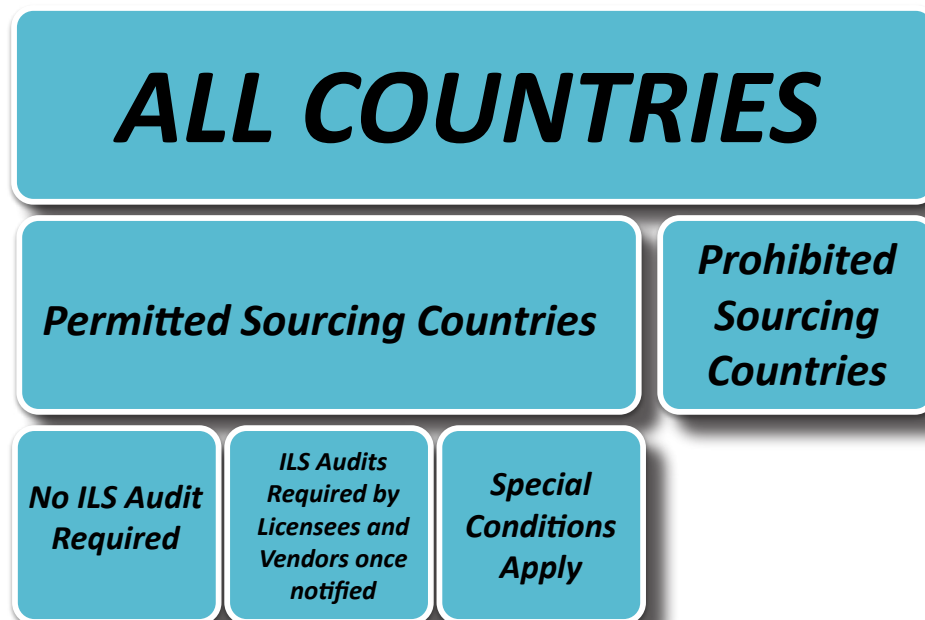 ALL COUNTRIES
Permitted Sourcing Countries
Prohibited
Sourcing
Countries
No ILS Audit
Required
ILS Audits
Required by
Licensees and
Vendors once
notified
Special
Conditions
Apply